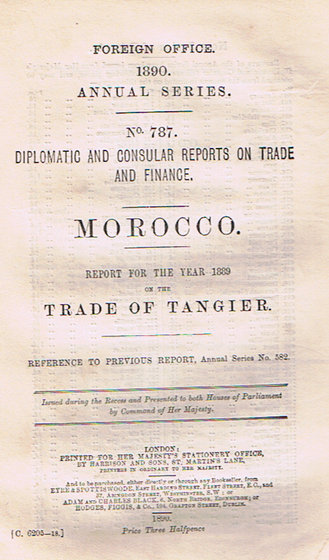 FOREIGN OFFICE.
1890.
ANNUAL SERIES.
No. 787.
DIPLOMATIC AND CONSULAR REPORTS ON TRADE
AND FINANCE.
MOROCCO.
REPORT FOR THE YEAR 1889
ON THE
TRADE OF TANGIER.
REFERENCE TO PREVIOUS REPORT, Annual Series No. 582.
Issued during the Recess and Presented to both Houses of Parliament
by Command of Her Majesty.
LONDON:
PRINTED FOR HER MAJESTY'S STATIONERY OFFICE,
BY HARRISON AND SONS, ST. MARTIN'S LANE,
PRINTERS IN ORDINARY TO HER MAJESTY.
And to be purchased, either directly or through any Bookseller, from
EYRE & SPOTTISWOODE, EAST HARDING STREET, FLEET STREET, E.C., and
32, ABINGDON STREET, WESTMINSTER, S.W.; or
ADAM AND CHARLES BLACK, 6, NORTH BRIDGE, EDINBURGH; or
HODGES, FIGGIS, & Co., 104, GRAFTON STREET, DUBLIN.
1890.
[C. 6205-18.] Price Three Halfpence